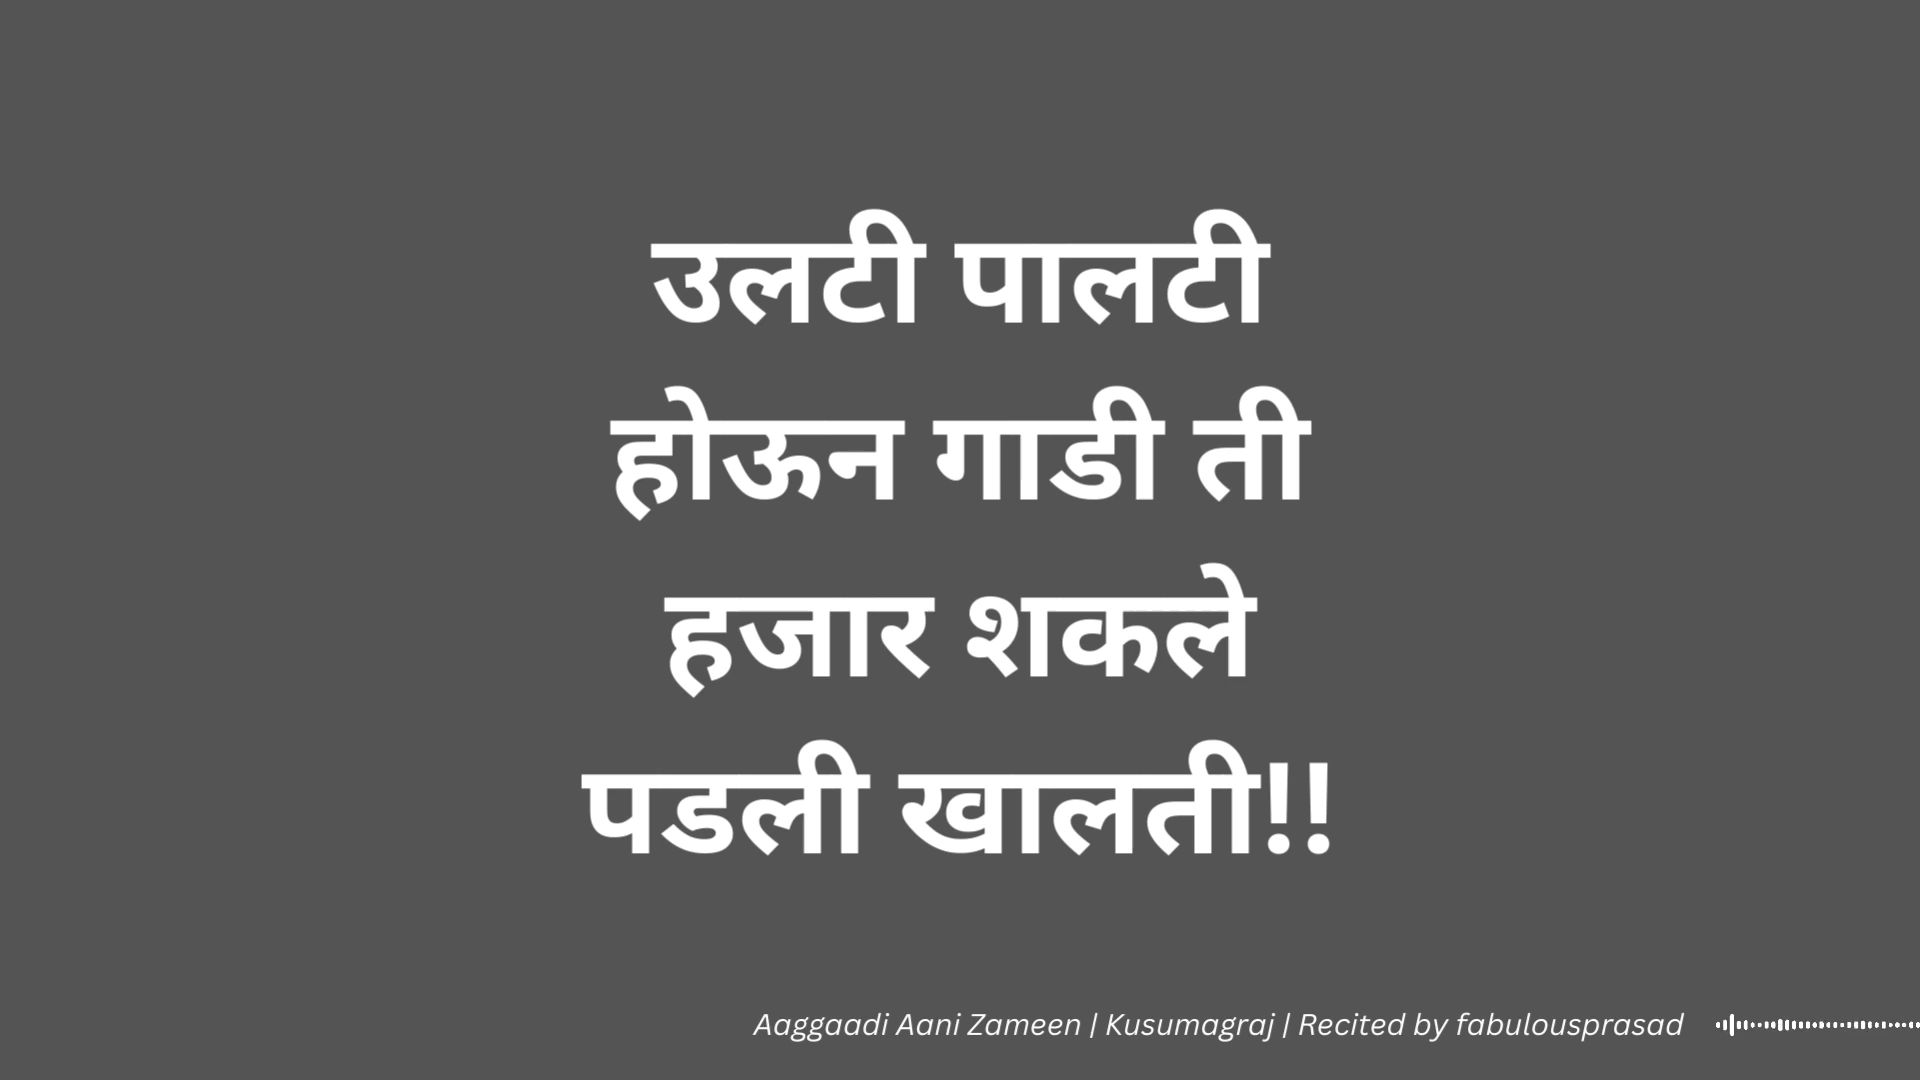 उलटी पालटी
होऊन गाडी ती
हजार शकले
पडली खालती!!
Aaggaadi Aani Zameen | Kusumagraj | Recited by fabulousprasad